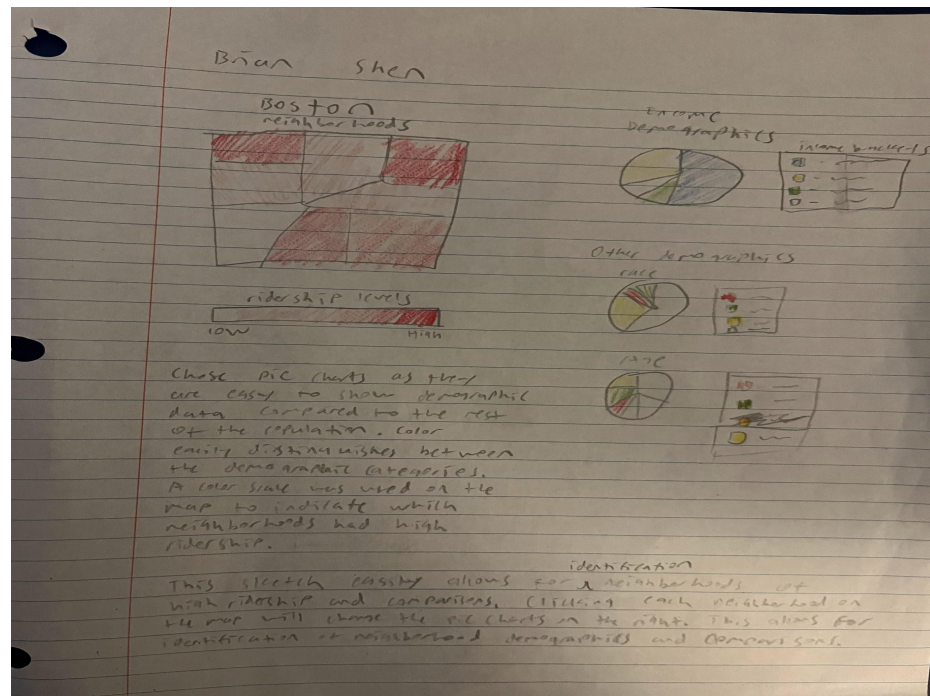 Brian Shen
Boston
neighborhoods
ridership levels
low High
Income
Demographics
income brackets
Other demographics
race
age
Chose pie charts as they
are easy to show demographic
data compared to the rest
of the population. Color
easily distinguishes between
the demographic categories.
A color scale was used on the
map to indicate which
neighborhoods had high
ridership.
identification
This sketch easily allows for neighborhoods of
high ridership and comparisons. Clicking each neighborhood on
the map will change the pie charts on the right. This allows for
identification of neighborhood demographics and comparisons.